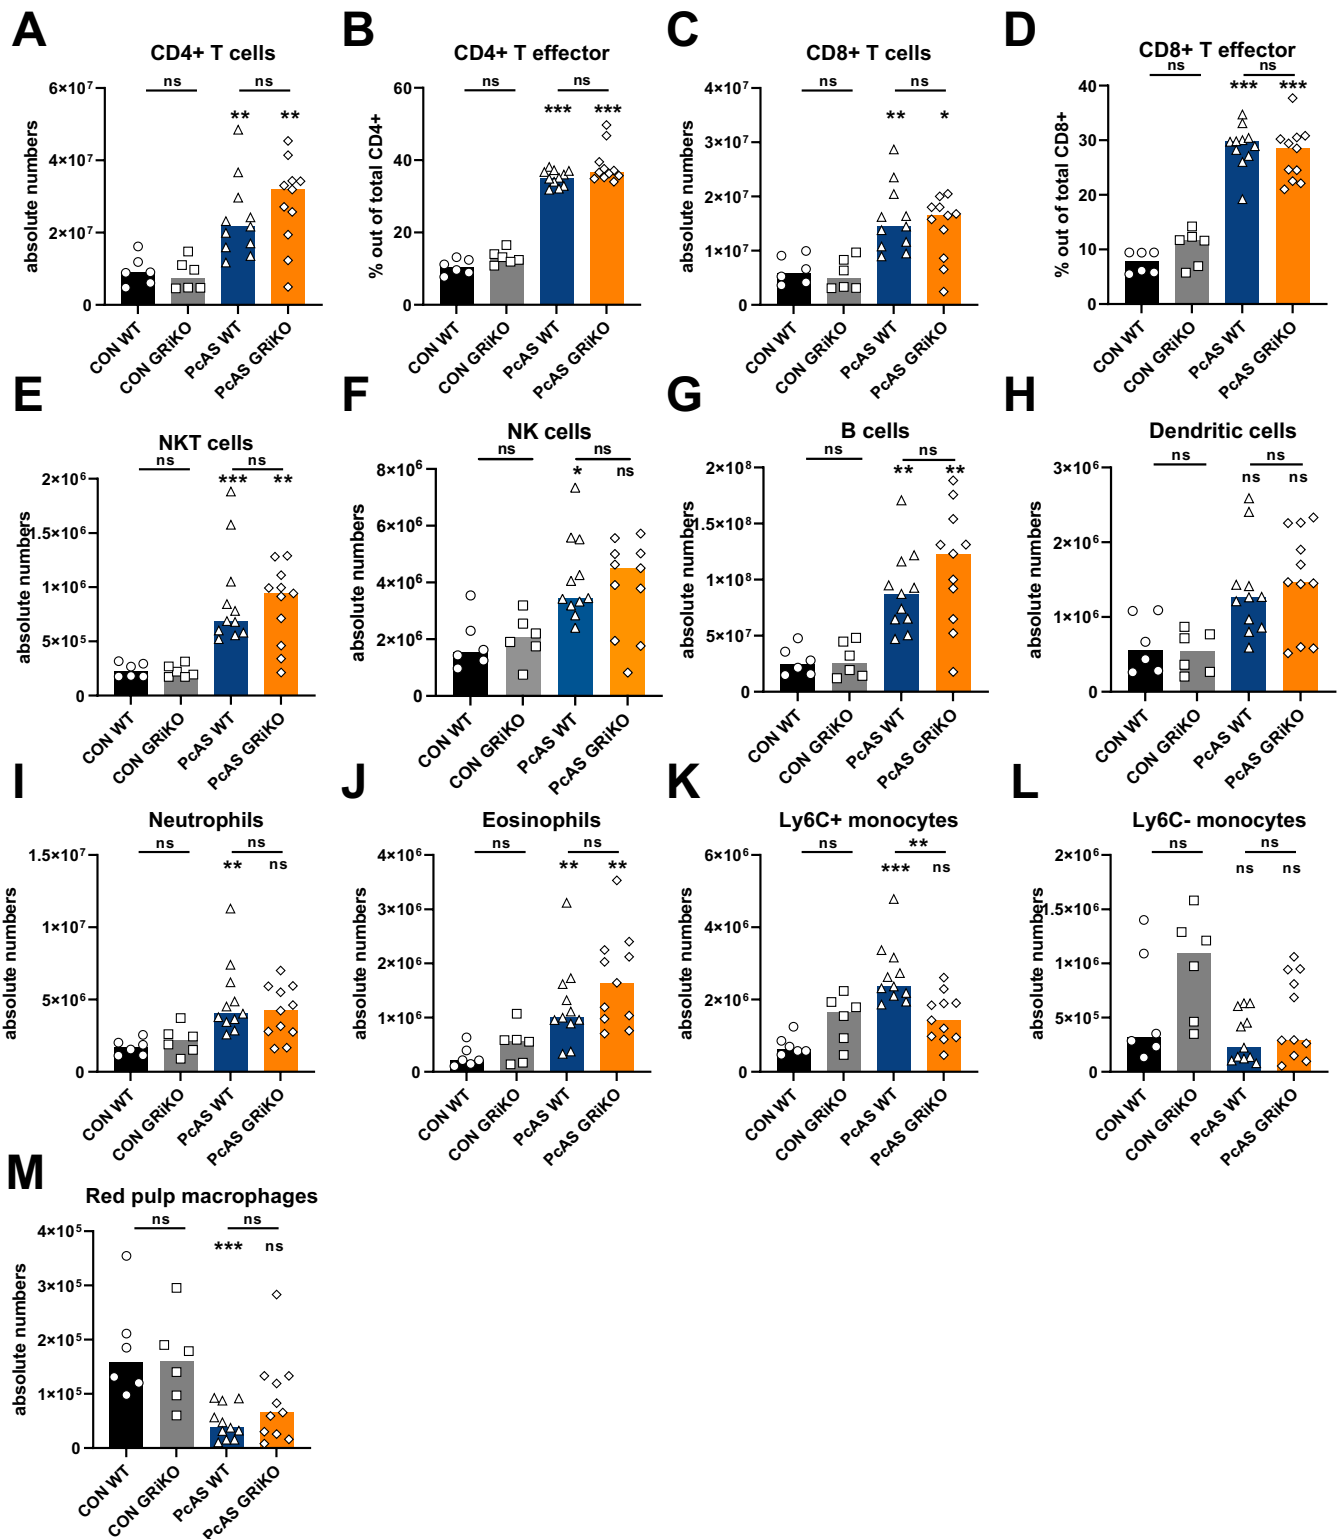 A
CD4+ T cells
absolute numbers
6×10⁷
4×10⁷
2×10⁷
0
ns
ns
** **
CON WT
CON GRiKO
PcAS WT
PcAS GRiKO
B
CD4+ T effector
% out of total CD4+
60
40
20
0
ns
ns
*** ***
CON WT
CON GRiKO
PcAS WT
PcAS GRiKO
C
CD8+ T cells
absolute numbers
4×10⁷
3×10⁷
2×10⁷
1×10⁷
0
ns
ns
** *
CON WT
CON GRiKO
PcAS WT
PcAS GRiKO
D
CD8+ T effector
% out of total CD8+
40
30
20
10
0
ns
ns
*** ***
CON WT
CON GRiKO
PcAS WT
PcAS GRiKO
E
NKT cells
absolute numbers
2×10⁶
1.5×10⁶
1×10⁶
5×10⁵
0
ns
ns
*** **
CON WT
CON GRiKO
PcAS WT
PcAS GRiKO
F
NK cells
absolute numbers
8×10⁶
6×10⁶
4×10⁶
2×10⁶
0
ns
ns
* ns
CON WT
CON GRiKO
PcAS WT
PcAS GRiKO
G
B cells
absolute numbers
2×10⁸
1.5×10⁸
1×10⁸
5×10⁷
0
ns
ns
** **
CON WT
CON GRiKO
PcAS WT
PcAS GRiKO
H
Dendritic cells
absolute numbers
3×10⁶
2×10⁶
1×10⁶
0
ns
ns
ns ns
CON WT
CON GRiKO
PcAS WT
PcAS GRiKO
I
Neutrophils
absolute numbers
1.5×10⁷
1×10⁷
5×10⁶
0
ns
ns
** ns
CON WT
CON GRiKO
PcAS WT
PcAS GRiKO
J
Eosinophils
absolute numbers
4×10⁶
3×10⁶
2×10⁶
1×10⁶
0
ns
ns
** **
CON WT
CON GRiKO
PcAS WT
PcAS GRiKO
K
Ly6C+ monocytes
absolute numbers
6×10⁶
4×10⁶
2×10⁶
0
ns
**
*** ns
CON WT
CON GRiKO
PcAS WT
PcAS GRiKO
L
Ly6C- monocytes
absolute numbers
2×10⁶
1.5×10⁶
1×10⁶
5×10⁵
0
ns
ns
ns ns
CON WT
CON GRiKO
PcAS WT
PcAS GRiKO
M
Red pulp macrophages
absolute numbers
4×10⁵
3×10⁵
2×10⁵
1×10⁵
0
ns
ns
*** ns
CON WT
CON GRiKO
PcAS WT
PcAS GRiKO